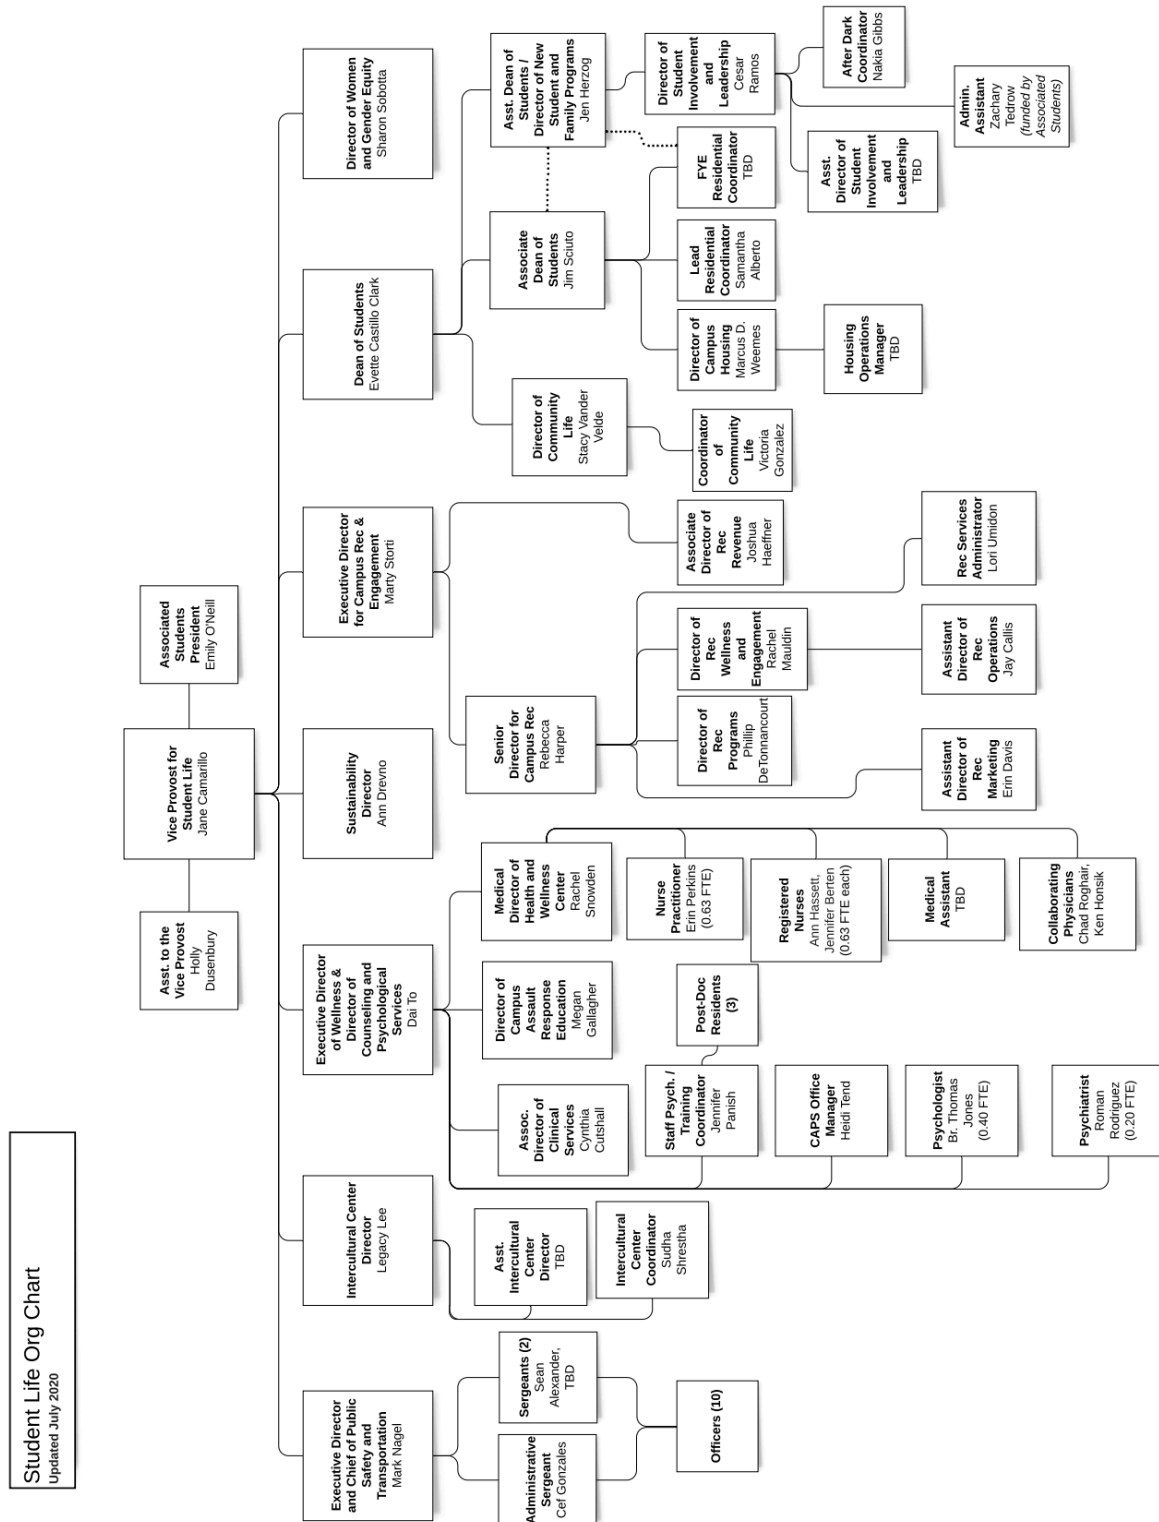 Student Life Org Chart
Updated July 2020
Asst. to the
Vice Provost
Holly
Dusenbury
Vice Provost for
Student Life
Jane Camarillo
Associated
Students
President
Emily O'Neill
Executive Director
and Chief of Public
Safety and
Transportation
Mark Nagel
Intercultural Center
Director
Legacy Lee
Executive Director
of Wellness &
Director of
Counseling and
Psychological
Services
Dai To
Sustainability
Director
Ann Drevno
Executive Director
for Campus Rec &
Engagement
Marty Storti
Dean of Students
Evette Castillo Clark
Director of Women
and Gender Equity
Sharon Sobotta
Administrative
Sergeant
Cef Gonzales
Sergeants (2)
Sean
Alexander,
TBD
Officers (10)
Asst.
Intercultural
Center
Director
TBD
Intercultural
Center
Coordinator
Sudha
Shrestha
Assoc.
Director of
Clinical
Services
Cynthia
Cutshall
Director of
Campus
Assault
Response
Education
Megan
Gallagher
Medical
Director of
Health and
Wellness
Center
Rachel
Snowden
Staff Psych. /
Training
Coordinator
Jennifer
Panish
Post-Doc
Residents
(3)
CAPS Office
Manager
Heidi Tend
Psychologist
Br. Thomas
Jones
(0.40 FTE)
Psychiatrist
Roman
Rodriguez
(0.20 FTE)
Nurse
Practitioner
Erin Perkins
(0.63 FTE)
Registered
Nurses
Ann Hassett,
Jennifer Berten
(0.63 FTE each)
Medical
Assistant
TBD
Collaborating
Physicians
Chad Roghair,
Ken Honsik
Senior
Director for
Campus Rec
Rebecca
Harper
Director of
Rec
Programs
Phillip
DeTonnancourt
Director of
Rec
Wellness
and
Engagement
Rachel
Mauldin
Associate
Director of
Rec
Revenue
Joshua
Haeffner
Assistant
Director of
Rec
Marketing
Erin Davis
Assistant
Director of
Rec
Operations
Jay Callis
Rec Services
Administrator
Lori Umidon
Director of
Community
Life
Stacy Vander
Velde
Coordinator
of
Community
Life
Victoria
Gonzalez
Associate
Dean of
Students
Jim Sciuto
Asst. Dean of
Students /
Director of New
Student and
Family Programs
Jen Herzog
Director of
Campus
Housing
Marcus D.
Weemes
Lead
Residential
Coordinator
Samantha
Alberto
FYE
Residential
Coordinator
TBD
Director of
Student
Involvement
and
Leadership
Cesar
Ramos
Housing
Operations
Manager
TBD
Asst.
Director of
Student
Involvement
and
Leadership
TBD
After Dark
Coordinator
Nakia Gibbs
Admin.
Assistant
Zachary
Tedrow
(funded by
Associated
Students)